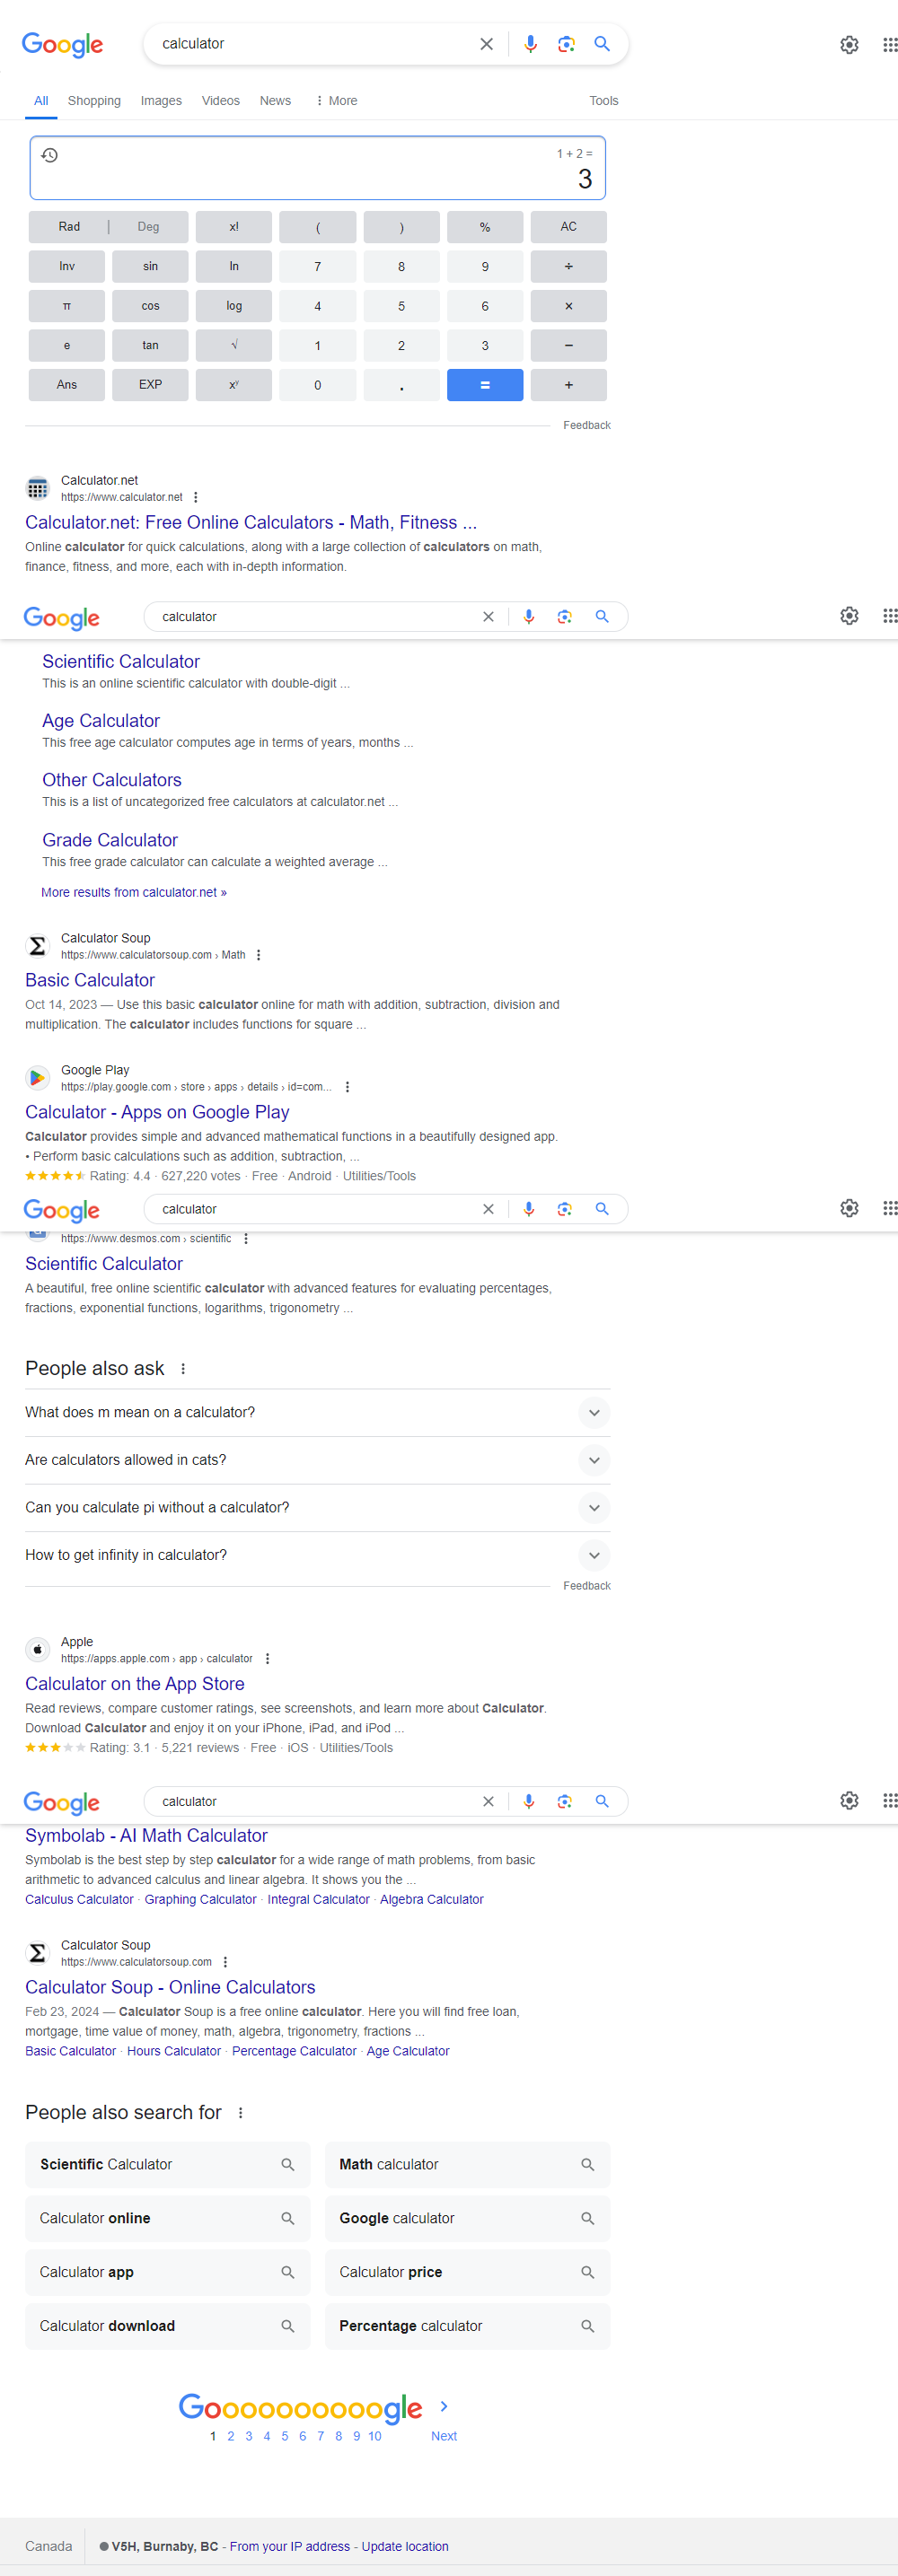 Google
calculator
All Shopping Images Videos News More Tools
1 + 2 =
3
Rad | Deg x! ( ) % AC
Inv sin ln 7 8 9 ÷
π cos log 4 5 6 ×
e tan √ 1 2 3 −
Ans EXP xʸ 0 . = +
Feedback
Calculator.net
https://www.calculator.net
Calculator.net: Free Online Calculators - Math, Fitness ...
Online calculator for quick calculations, along with a large collection of calculators on math,
finance, fitness, and more, each with in-depth information.
Google
calculator
Scientific Calculator
This is an online scientific calculator with double-digit ...
Age Calculator
This free age calculator computes age in terms of years, months ...
Other Calculators
This is a list of uncategorized free calculators at calculator.net ...
Grade Calculator
This free grade calculator can calculate a weighted average ...
More results from calculator.net »
Calculator Soup
https://www.calculatorsoup.com › Math
Basic Calculator
Oct 14, 2023 — Use this basic calculator online for math with addition, subtraction, division and
multiplication. The calculator includes functions for square ...
Google Play
https://play.google.com › store › apps › details › id=com...
Calculator - Apps on Google Play
Calculator provides simple and advanced mathematical functions in a beautifully designed app.
• Perform basic calculations such as addition, subtraction, ...
Rating: 4.4 · 627,220 votes · Free · Android · Utilities/Tools
Google
calculator
https://www.desmos.com › scientific
Scientific Calculator
A beautiful, free online scientific calculator with advanced features for evaluating percentages,
fractions, exponential functions, logarithms, trigonometry ...
People also ask
What does m mean on a calculator?
Are calculators allowed in cats?
Can you calculate pi without a calculator?
How to get infinity in calculator?
Feedback
Apple
https://apps.apple.com › app › calculator
Calculator on the App Store
Read reviews, compare customer ratings, see screenshots, and learn more about Calculator.
Download Calculator and enjoy it on your iPhone, iPad, and iPod ...
Rating: 3.1 · 5,221 reviews · Free · iOS · Utilities/Tools
Google
calculator
Symbolab - AI Math Calculator
Symbolab is the best step by step calculator for a wide range of math problems, from basic
arithmetic to advanced calculus and linear algebra. It shows you the ...
Calculus Calculator · Graphing Calculator · Integral Calculator · Algebra Calculator
Calculator Soup
https://www.calculatorsoup.com
Calculator Soup - Online Calculators
Feb 23, 2024 — Calculator Soup is a free online calculator. Here you will find free loan,
mortgage, time value of money, math, algebra, trigonometry, fractions ...
Basic Calculator · Hours Calculator · Percentage Calculator · Age Calculator
People also search for
Scientific Calculator Math calculator
Calculator online Google calculator
Calculator app Calculator price
Calculator download Percentage calculator
Goooooooooogle
1 2 3 4 5 6 7 8 9 10 Next
Canada V5H, Burnaby, BC - From your IP address - Update location